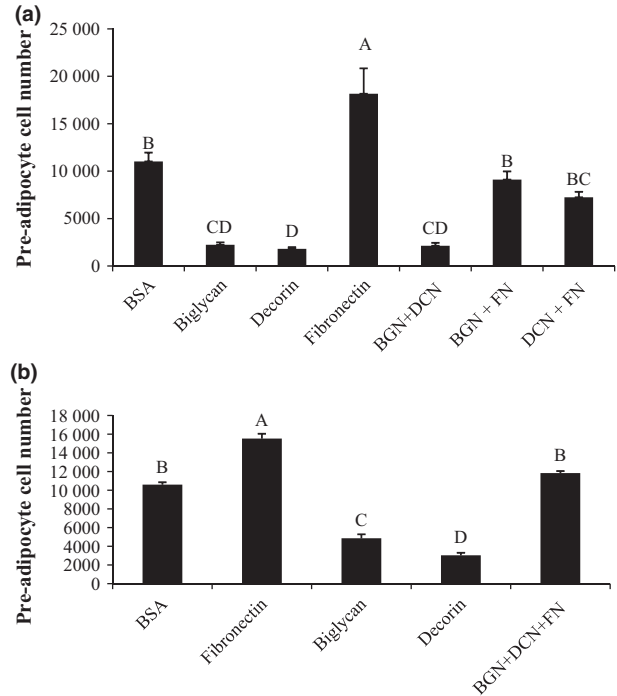 (a)
Pre-adipocyte cell number
25 000
20 000
15 000
10 000
5000
0
B
CD
D
A
CD
B
BC
BSA
Biglycan
Decorin
Fibronectin
BGN+DCN
BGN + FN
DCN + FN
(b)
Pre-adipocyte cell number
18 000
16 000
14 000
12 000
10 000
8000
6000
4000
2000
0
B
A
C
D
B
BSA
Fibronectin
Biglycan
Decorin
BGN+DCN+FN